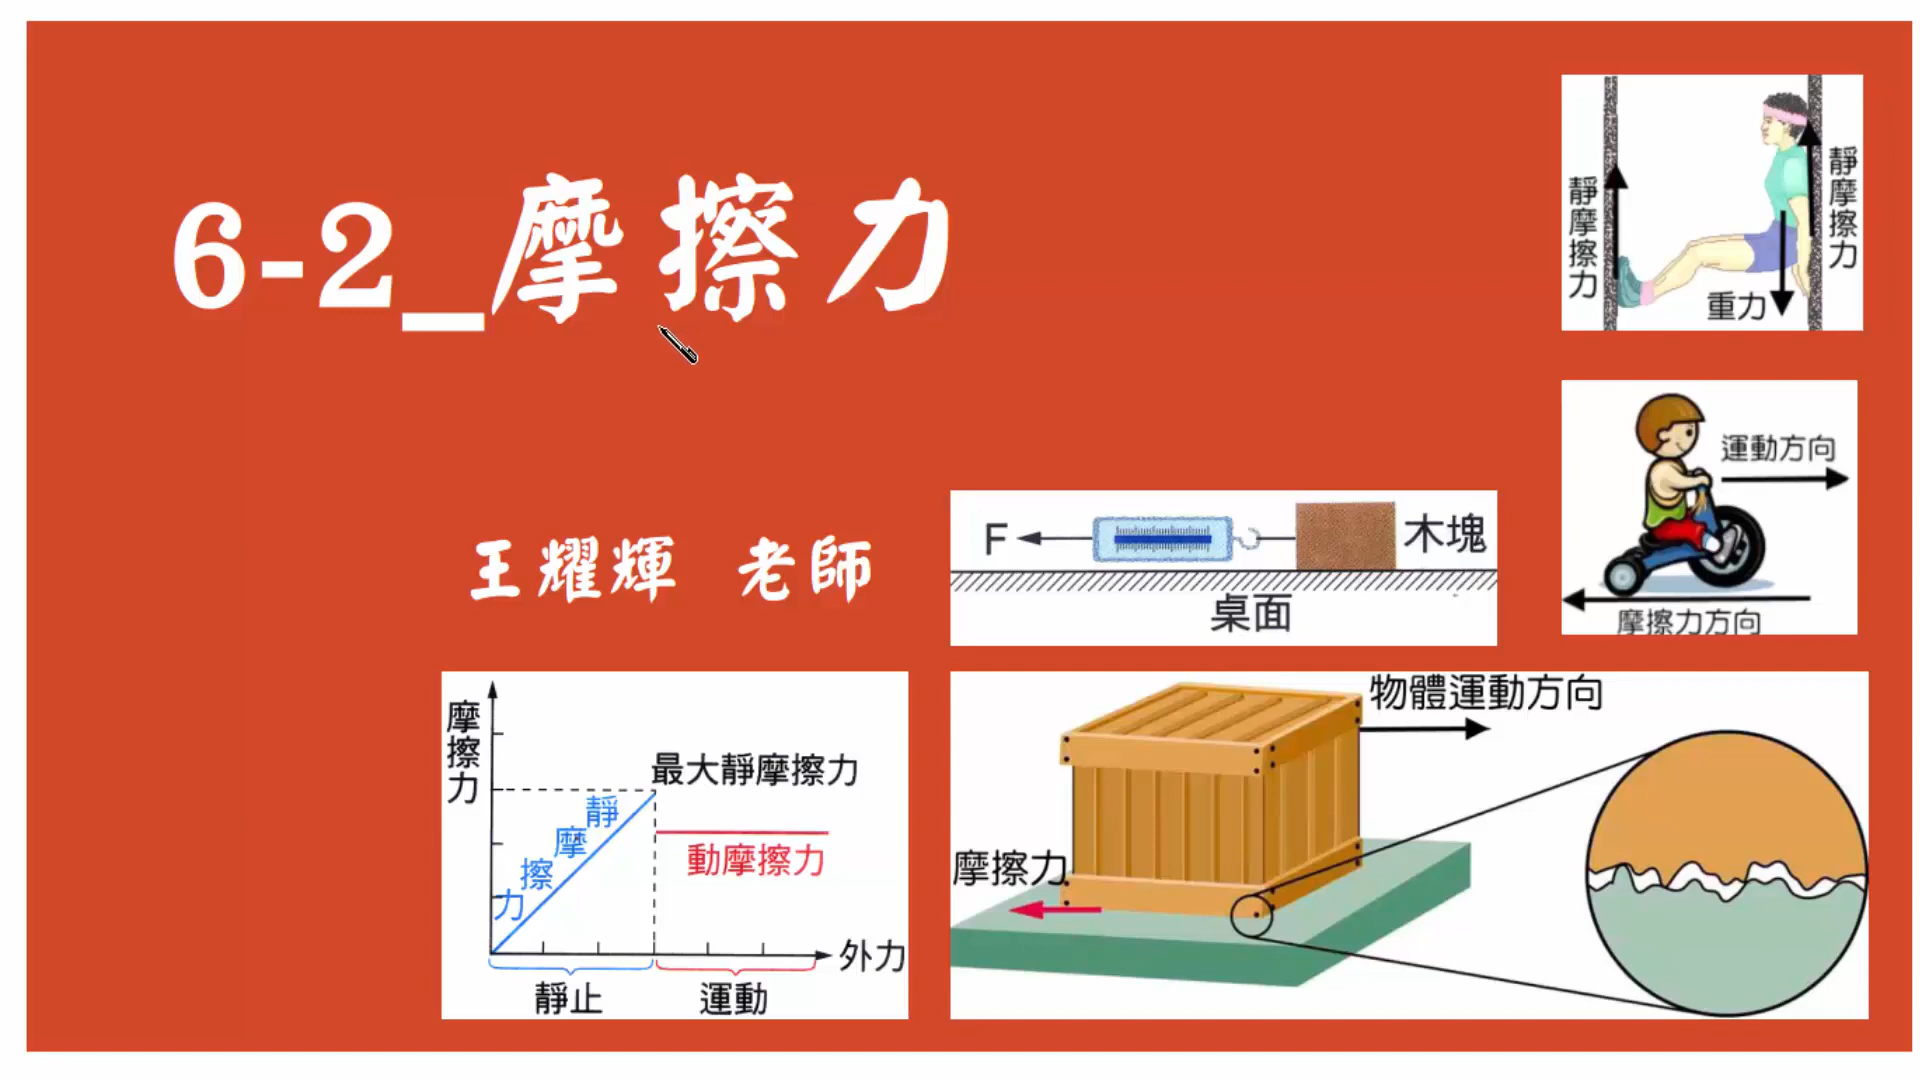 6-2_摩擦力
王耀輝 老師
靜摩擦力
靜摩擦力
重力
運動方向
摩擦力方向
F
木塊
桌面
摩擦力
最大靜摩擦力
靜摩擦力
動摩擦力
外力
靜止
運動
物體運動方向
摩擦力